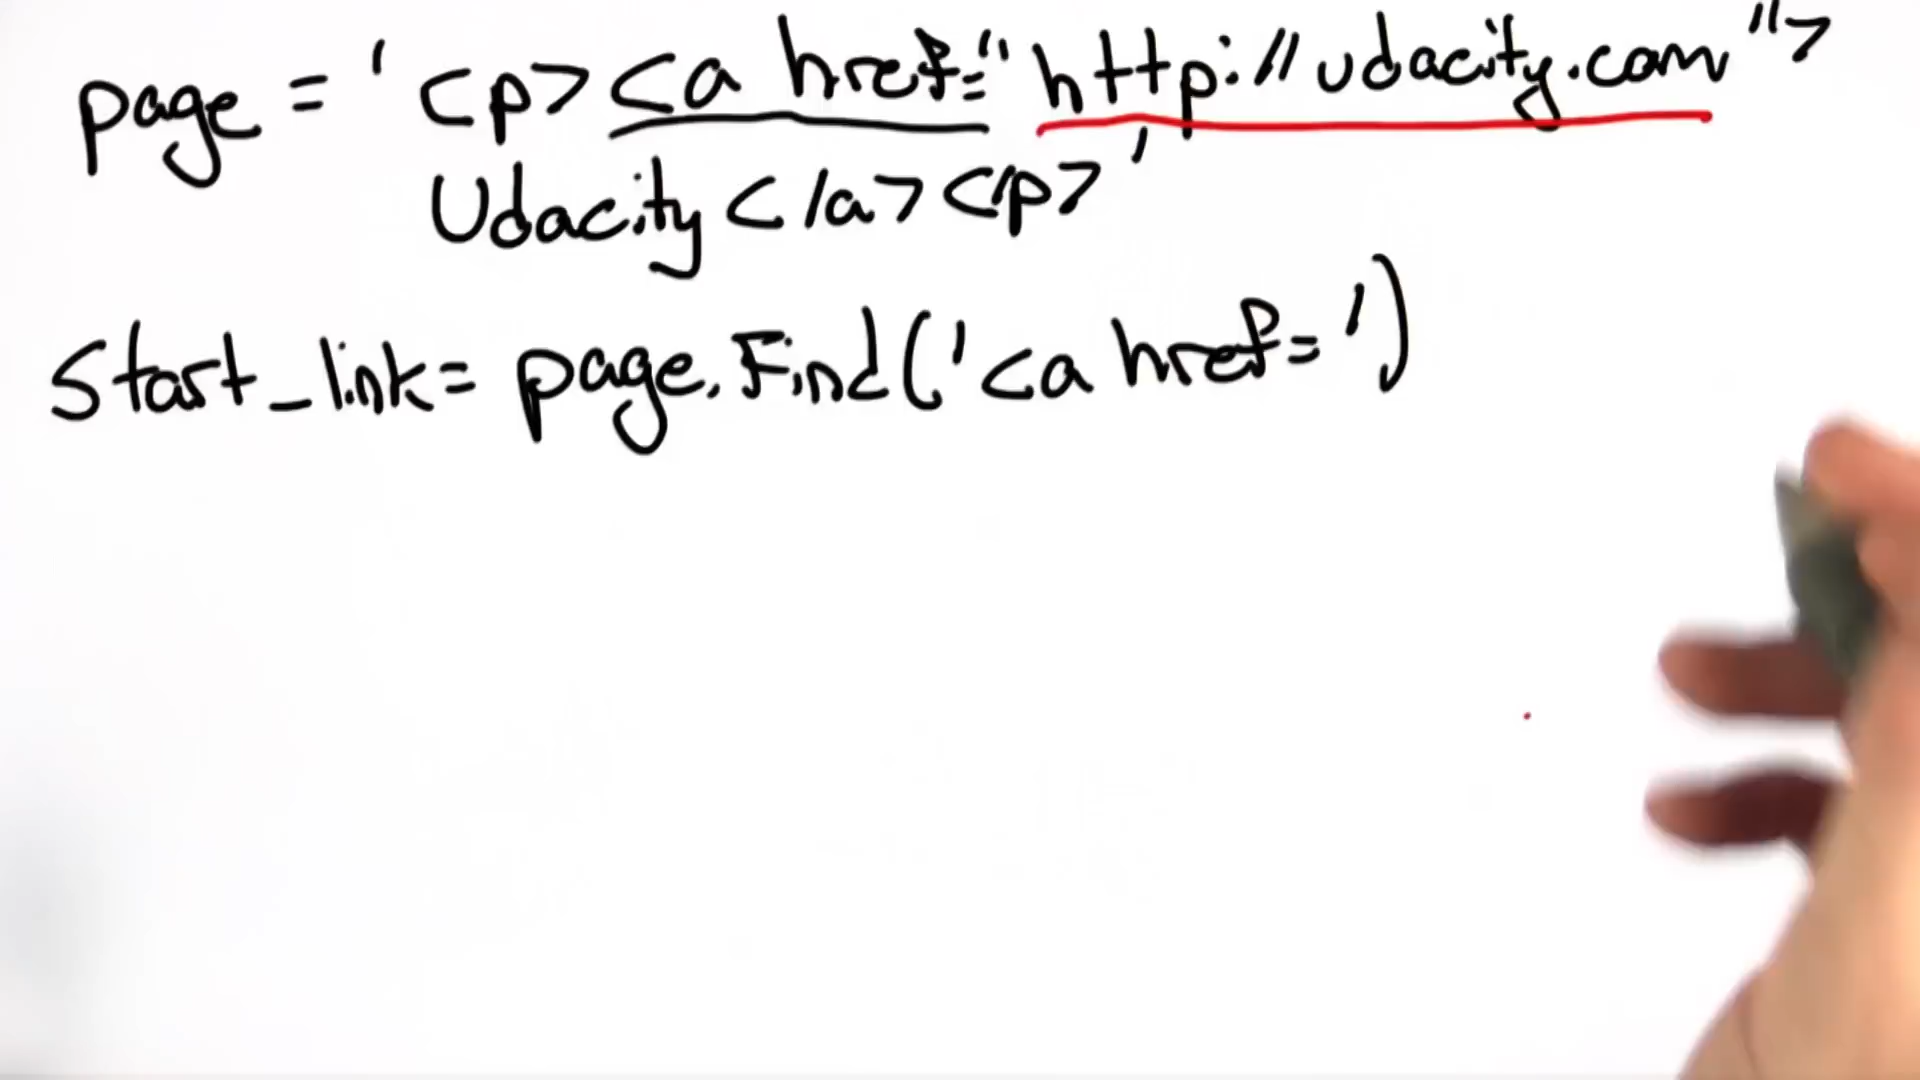 page = '<p><a href="http://udacity.com">
Udacity</a></p>'
Start_link= page.Find('<a href=')